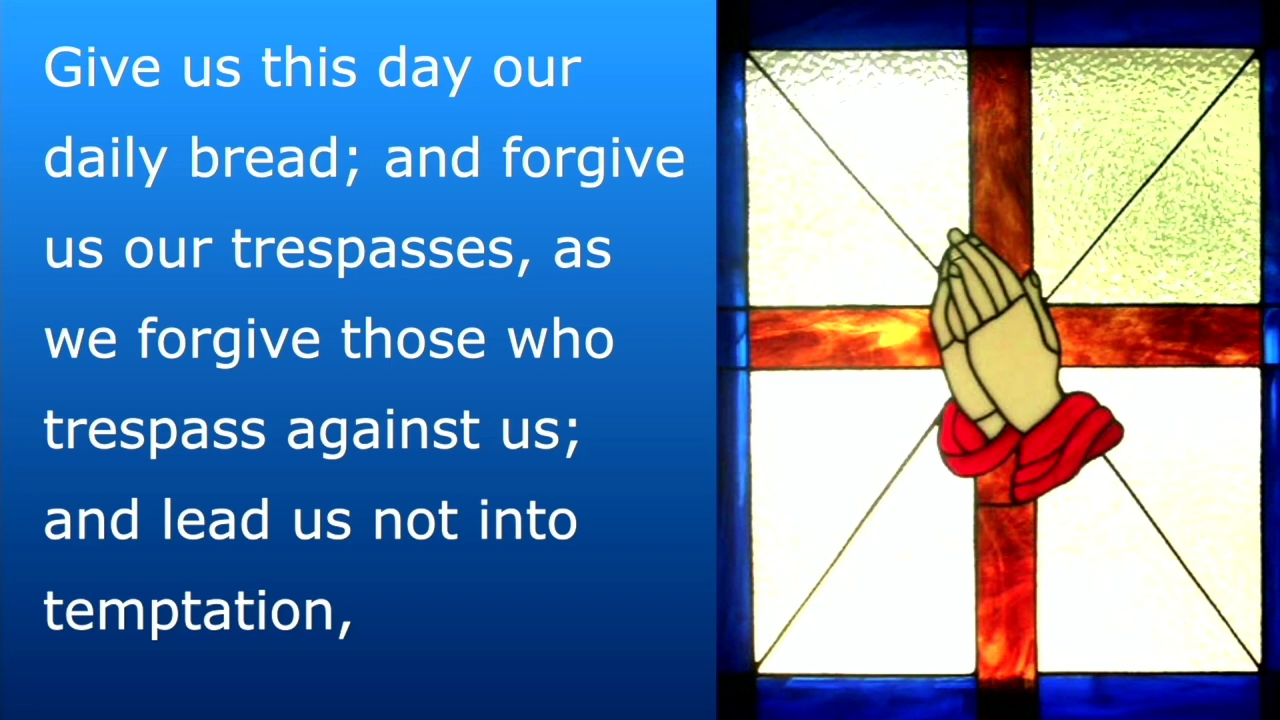 Give us this day our
daily bread; and forgive
us our trespasses, as
we forgive those who
trespass against us;
and lead us not into
temptation,